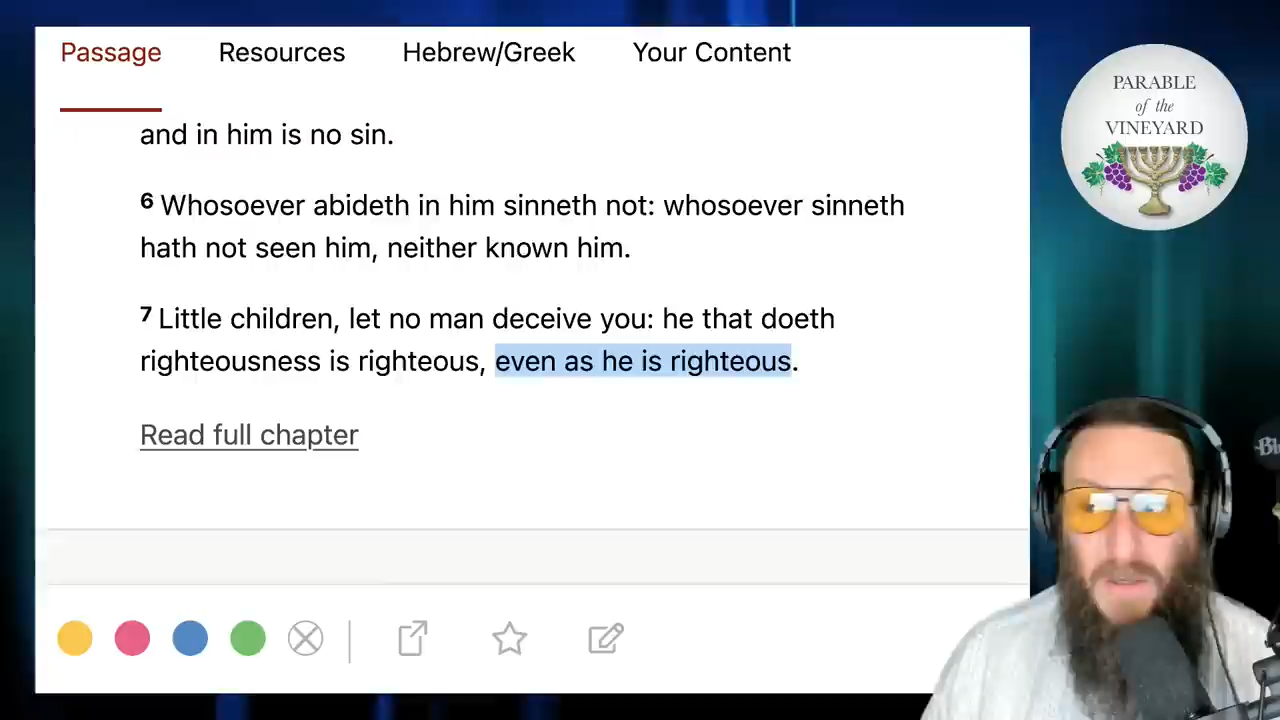 Passage Resources Hebrew/Greek Your Content
and in him is no sin.
6 Whosoever abideth in him sinneth not: whosoever sinneth
hath not seen him, neither known him.
7 Little children, let no man deceive you: he that doeth
righteousness is righteous, even as he is righteous.
Read full chapter
PARABLE
of the
VINEYARD